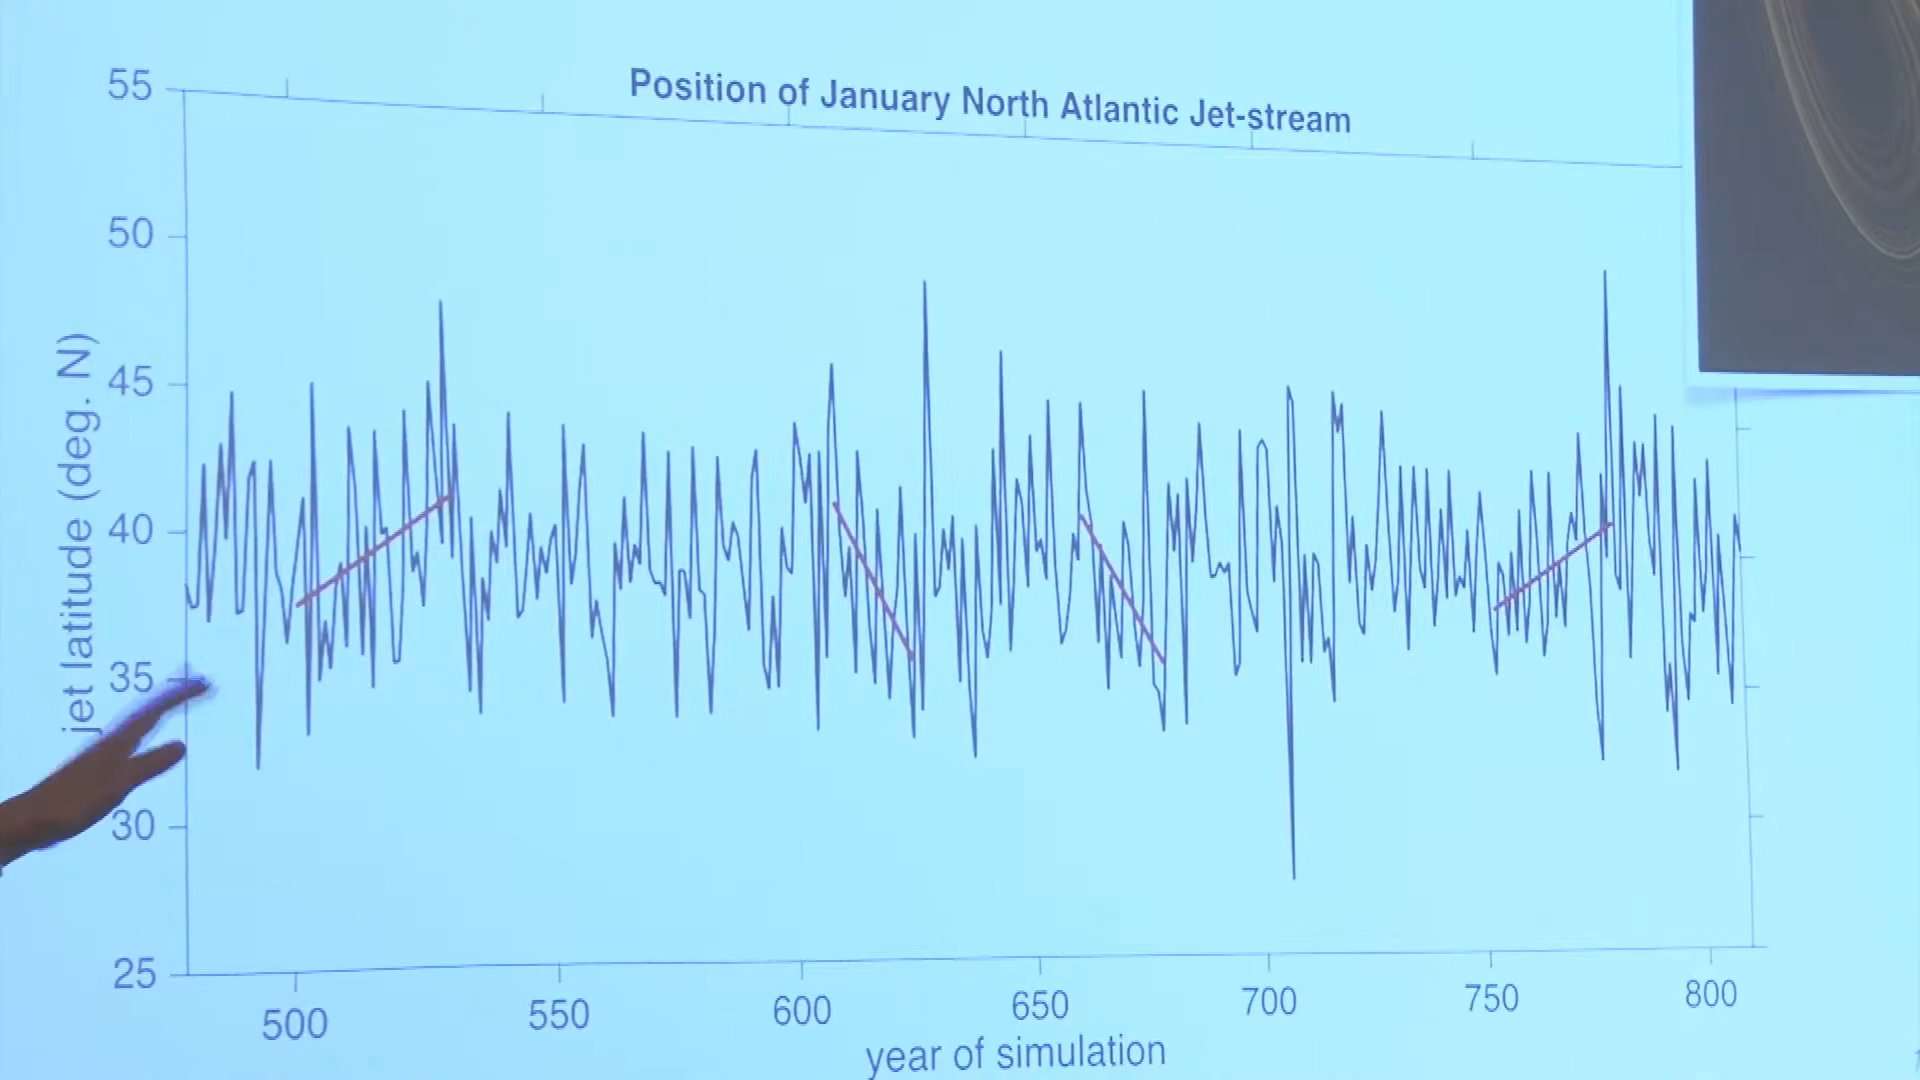 Position of January North Atlantic Jet-stream
55
50
45
40
35
30
25
jet latitude (deg. N)
500 550 600 650 700 750 800
year of simulation